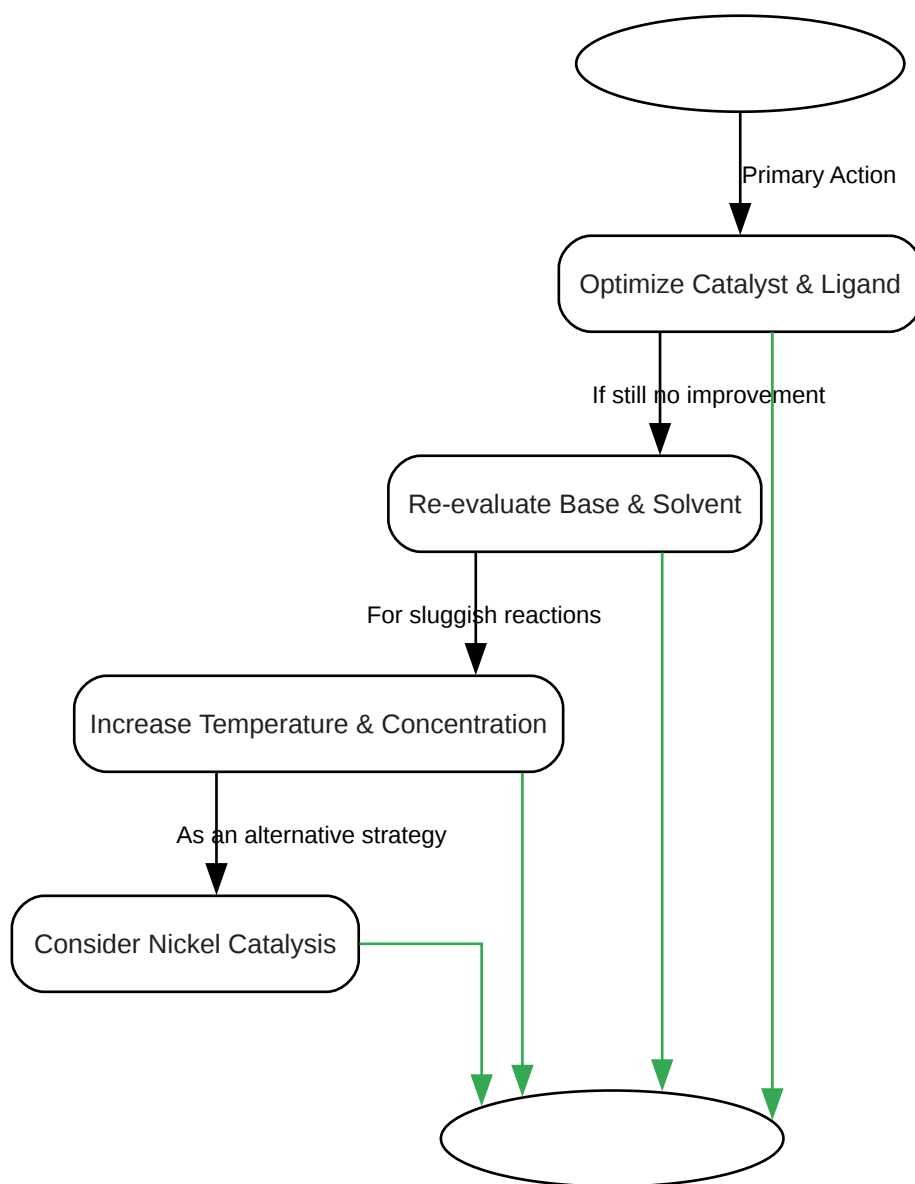 Primary Action
Optimize Catalyst & Ligand
If still no improvement
Re-evaluate Base & Solvent
For sluggish reactions
Increase Temperature & Concentration
As an alternative strategy
Consider Nickel Catalysis